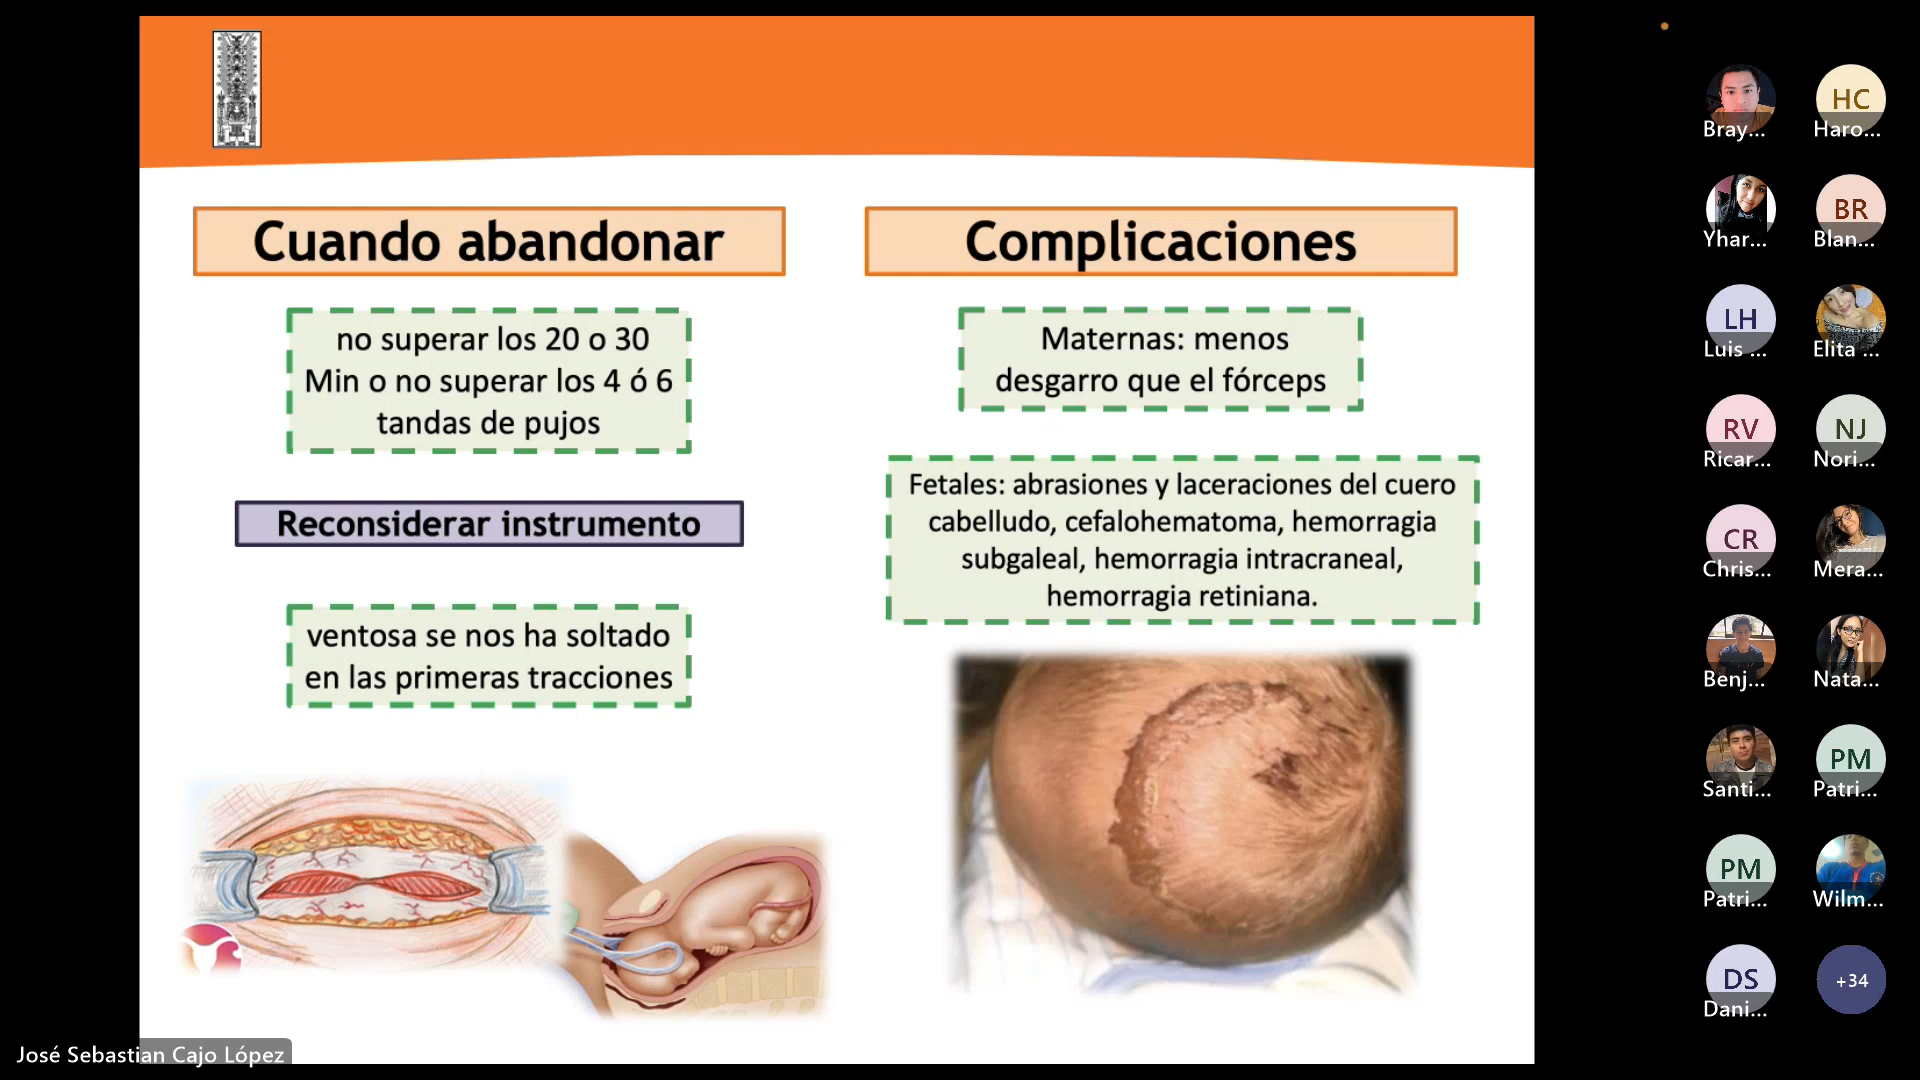 Cuando abandonar
no superar los 20 o 30
Min o no superar los 4 ó 6
tandas de pujos
Reconsiderar instrumento
ventosa se nos ha soltado
en las primeras tracciones
Complicaciones
Maternas: menos
desgarro que el fórceps
Fetales: abrasiones y laceraciones del cuero
cabelludo, cefalohematoma, hemorragia
subgaleal, hemorragia intracraneal,
hemorragia retiniana.
José Sebastian Cajo López
Bray...
HC
Haro...
Yhar...
BR
Blan...
LH
Luis ...
Elita ...
RV
Ricar...
NJ
Nori...
CR
Chris...
Mera...
Benj...
Nata...
Santi...
PM
Patri...
PM
Patri...
Wilm...
DS
Dani...
+34